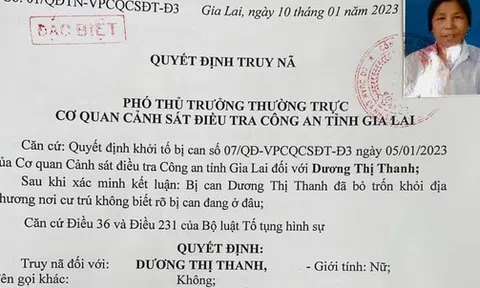 Số: 01/QĐTN-VPCQCSĐT-Đ3
Gia Lai, ngày 10 tháng 01 năm 2023
ĐẶC BIỆT
QUYẾT ĐỊNH TRUY NÃ
PHÓ THỦ TRƯỞNG THƯỜNG TRỰC
CƠ QUAN CẢNH SÁT ĐIỀU TRA CÔNG AN TỈNH GIA LAI
Căn cứ: Quyết định khởi tố bị can số 07/QĐ-VPCQCSĐT-Đ3 ngày 05/01/2023
của Cơ quan Cảnh sát điều tra Công an tỉnh Gia Lai đối với Dương Thị Thanh;
Sau khi xác minh kết luận: Bị can Dương Thị Thanh đã bỏ trốn khỏi địa
phương nơi cư trú không biết rõ bị can đang ở đâu;
Căn cứ Điều 36 và Điều 231 của Bộ luật Tố tụng hình sự
QUYẾT ĐỊNH:
Truy nã đối với: DƯƠNG THỊ THANH, - Giới tính: Nữ;
Tên gọi khác: Không;